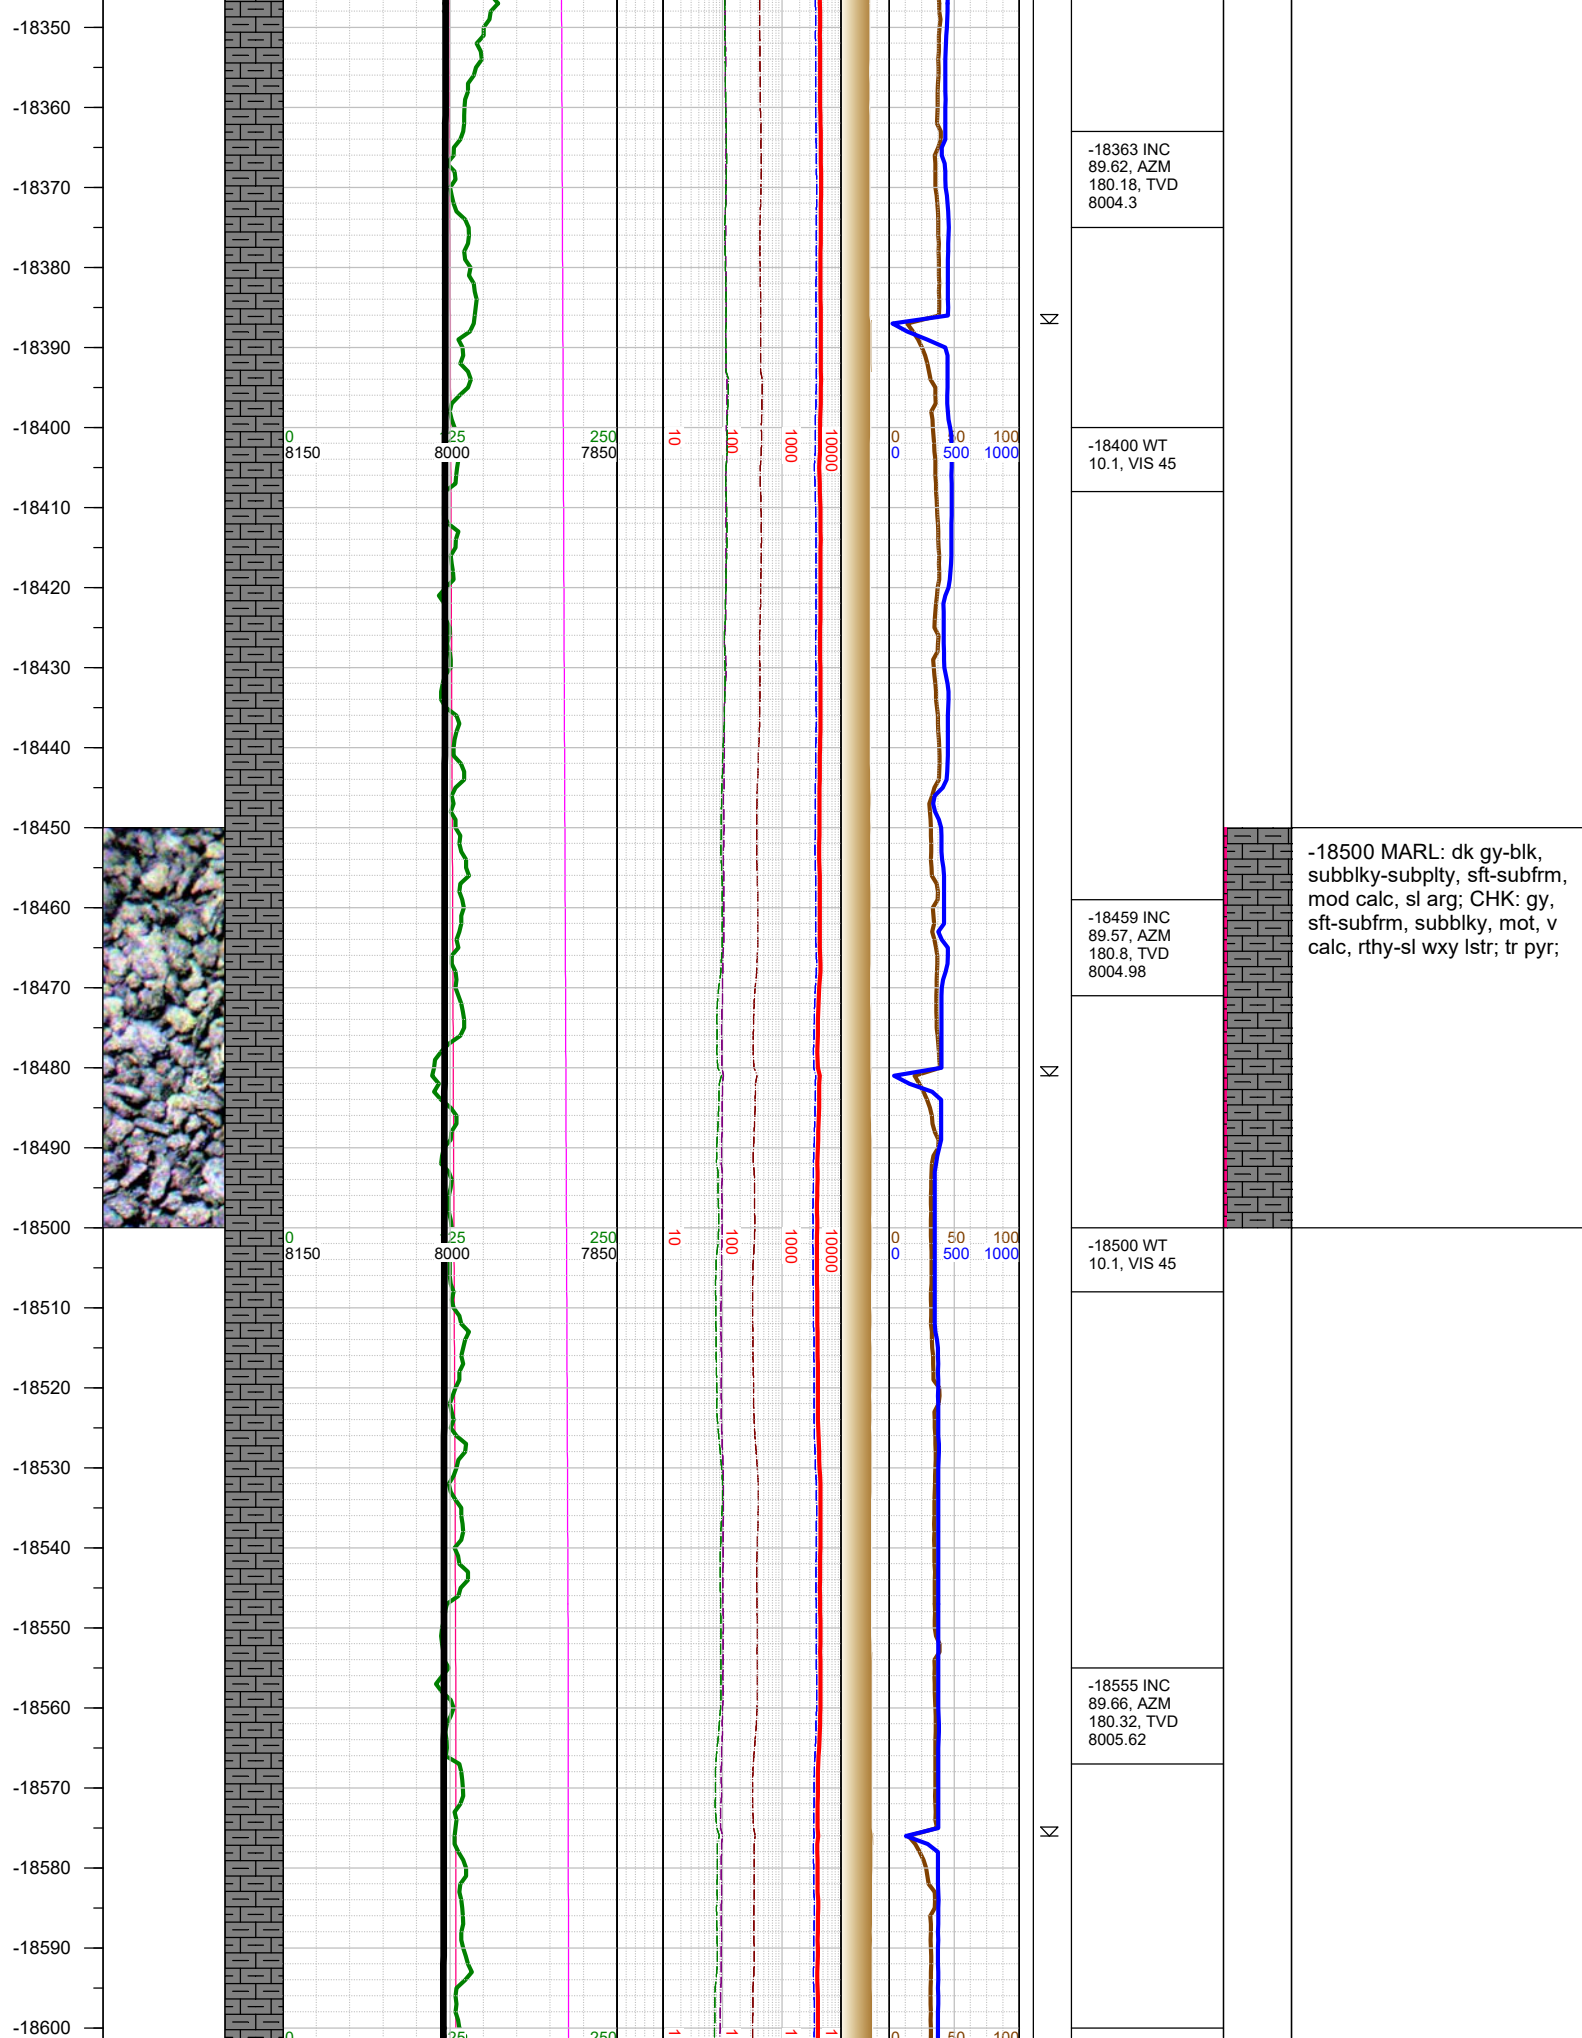 -18350
-18360
-18363 INC
89.62, AZM
180.18, TVD
8004.3
-18370
-18380
-18390
-18400
0 125 250
8150 8000 7850
10 100 1000 10000
0 50 100
0 500 1000
-18400 WT
10.1, VIS 45
-18410
-18420
-18430
-18440
-18450
-18500 MARL: dk gy-blk,
subblky-subplty, sft-subfrm,
mod calc, sl arg; CHK: gy,
sft-subfrm, subblky, mot, v
calc, rthy-sl wxy lstr; tr pyr;
-18460
-18459 INC
89.57, AZM
180.8, TVD
8004.98
-18470
-18480
-18490
-18500
0 125 250
8150 8000 7850
10 100 1000 10000
0 50 100
0 500 1000
-18500 WT
10.1, VIS 45
-18510
-18520
-18530
-18540
-18550
-18560
-18555 INC
89.66, AZM
180.32, TVD
8005.62
-18570
-18580
-18590
-18600